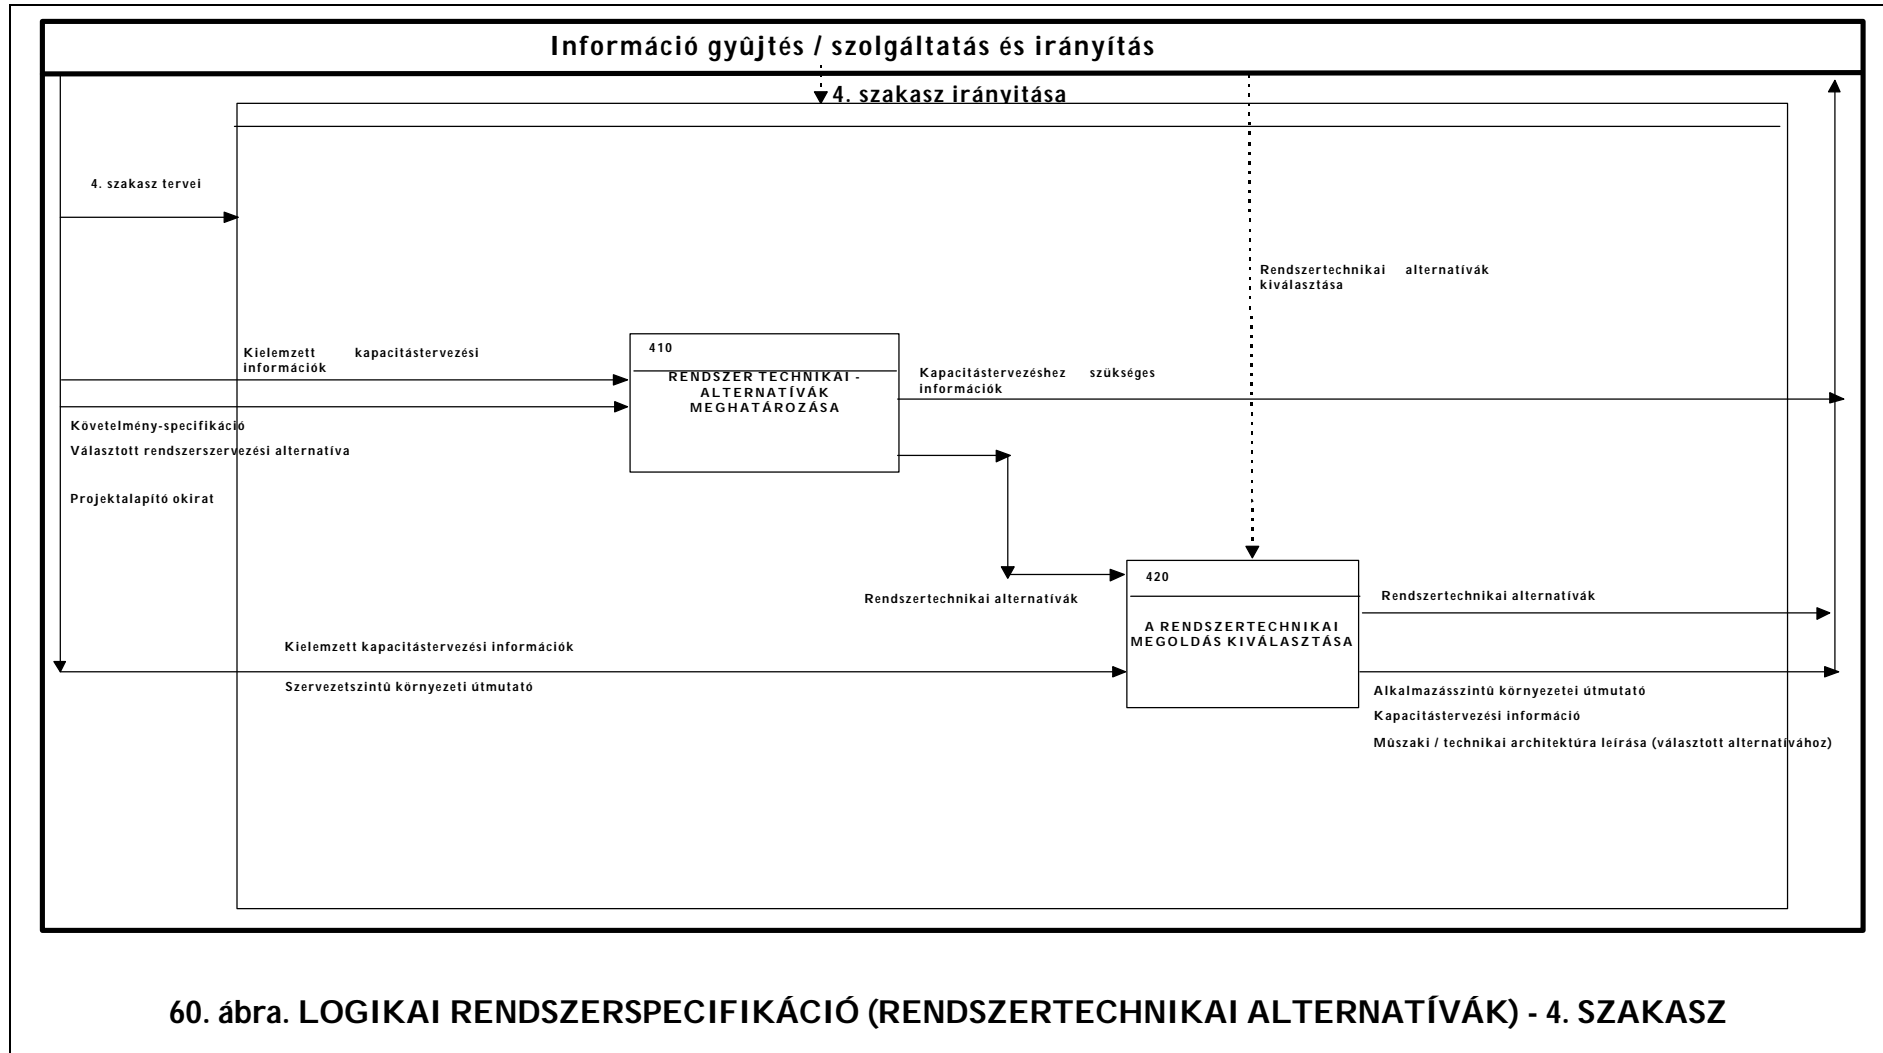 Információ gyûjtés / szolgáltatás és irányítás
4. szakasz irányitása
4. szakasz tervei
Rendszertechnikai alternatívák
kiválasztása
Kielemzett kapacitástervezési
információk
410
RENDSZER TECHNIKAI -
ALTERNATÍVÁK
MEGHATÁROZÁSA
Kapacitástervezéshez szükséges
információk
Követelmény-specifikáció
Választott rendszerszervezési alternatíva
Projektalapító okirat
420
A RENDSZERTECHNIKAI
MEGOLDÁS KIVÁLASZTÁSA
Rendszertechnikai alternatívák
Rendszertechnikai alternatívák
Kielemzett kapacitástervezési információk
Szervezetszintû környezeti útmutató
Alkalmazásszintû környezetei útmutató
Kapacitástervezési információ
Mûszaki / technikai architektúra leírása (választott alternatívához)
60. ábra. LOGIKAI RENDSZERSPECIFIKÁCIÓ (RENDSZERTECHNIKAI ALTERNATÍVÁK) - 4. SZAKASZ